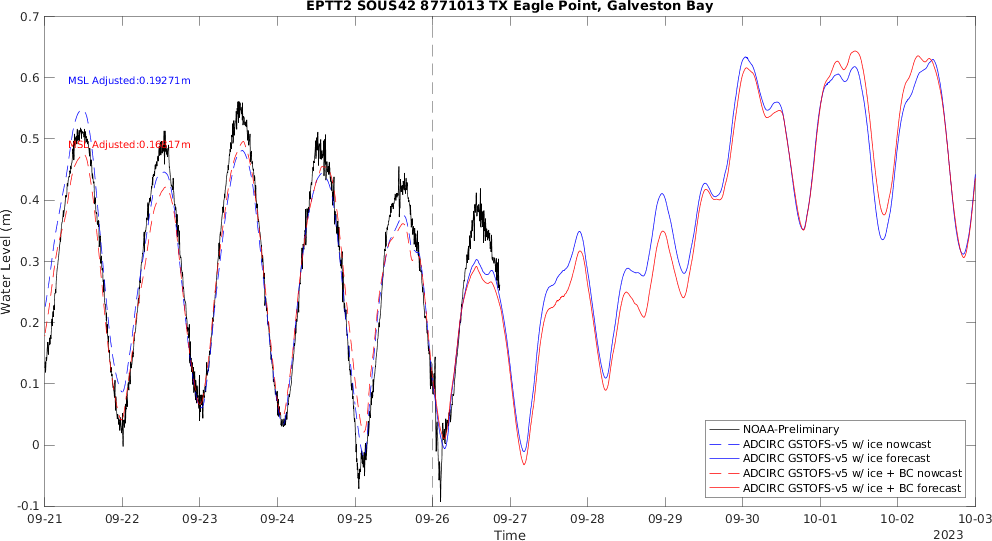 EPTT2 SOUS42 8771013 TX Eagle Point, Galveston Bay
0.7
0.6
0.5
0.4
0.3
0.2
0.1
0
-0.1
Water Level (m)
MSL Adjusted:0.19271m
MSL Adjusted:0.16617m
NOAA-Preliminary
ADCIRC GSTOFS-v5 w/ ice nowcast
ADCIRC GSTOFS-v5 w/ ice forecast
ADCIRC GSTOFS-v5 w/ ice + BC nowcast
ADCIRC GSTOFS-v5 w/ ice + BC forecast
09-21 09-22 09-23 09-24 09-25 09-26 09-27 09-28 09-29 09-30 10-01 10-02 10-03
Time
2023